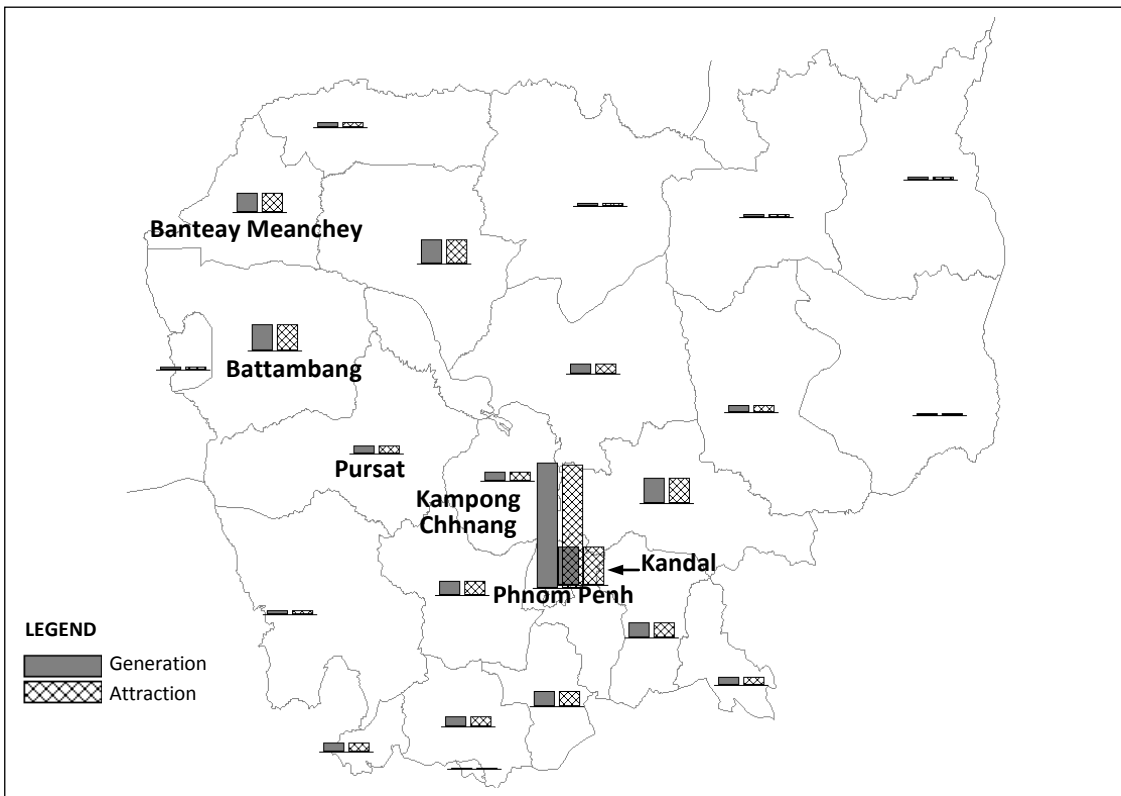 Banteay Meanchey
Battambang
Pursat
Kampong
Chhnang
Kandal
Phnom Penh
LEGEND
Generation
Attraction